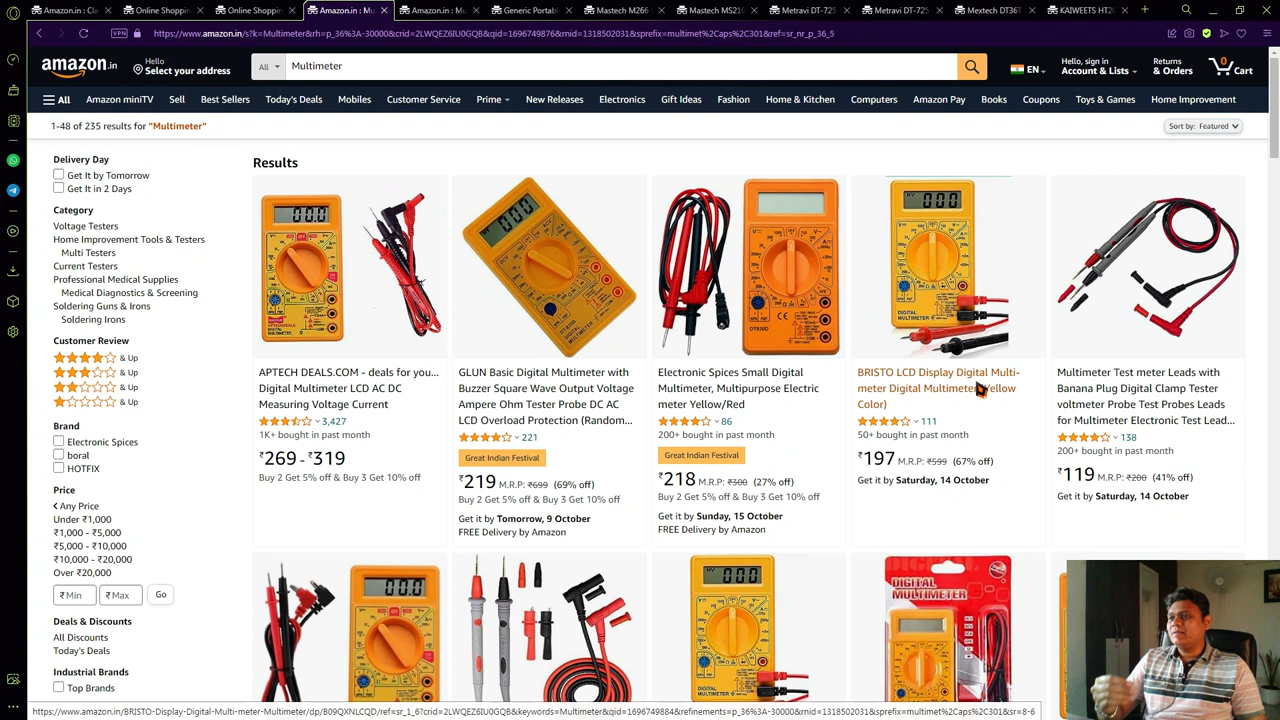 Amazon.in : Clas
Online Shoppin
Online Shoppin
Amazon.in : Mu
Amazon.in : Mu
Generic Portabl
Mastech M266
Mastech MS210
Metravi DT-725
Metravi DT-725
Mextech DT36T
KAIWEETS HT20
VPN
https://www.amazon.in/s?k=Multimeter&rh=p_36%3A-30000&crid=2LWQEZ6IU0GQB&qid=1696749876&rnid=1318502031&sprefix=multimet%2Caps%2C301&ref=sr_nr_p_36_5
amazon.in
Hello
Select your address
All
Multimeter
EN
Hello, sign in
Account & Lists
Returns
& Orders
0
Cart
All
Amazon miniTV
Sell
Best Sellers
Today's Deals
Mobiles
Customer Service
Prime
New Releases
Electronics
Gift Ideas
Fashion
Home & Kitchen
Computers
Amazon Pay
Books
Coupons
Toys & Games
Home Improvement
1-48 of 235 results for "Multimeter"
Sort by: Featured
Delivery Day
Get It by Tomorrow
Get It in 2 Days
Category
Voltage Testers
Home Improvement Tools & Testers
Multi Testers
Current Testers
Professional Medical Supplies
Medical Diagnostics & Screening
Soldering Guns & Irons
Soldering Irons
Customer Review
& Up
& Up
& Up
& Up
Brand
Electronic Spices
boral
HOTFIX
Price
Any Price
Under ₹1,000
₹1,000 - ₹5,000
₹5,000 - ₹10,000
₹10,000 - ₹20,000
Over ₹20,000
₹ Min
₹ Max
Go
Deals & Discounts
All Discounts
Today's Deals
Industrial Brands
Top Brands
Results
APTECH DEALS.COM - deals for you...
Digital Multimeter LCD AC DC
Measuring Voltage Current
3,427
1K+ bought in past month
₹269 - ₹319
Buy 2 Get 5% off & Buy 3 Get 10% off
GLUN Basic Digital Multimeter with
Buzzer Square Wave Output Voltage
Ampere Ohm Tester Probe DC AC
LCD Overload Protection (Random...
221
Great Indian Festival
₹219 M.R.P: ₹699 (69% off)
Buy 2 Get 5% off & Buy 3 Get 10% off
Get it by Tomorrow, 9 October
FREE Delivery by Amazon
DT830D
Electronic Spices Small Digital
Multimeter, Multipurpose Electric
meter Yellow/Red
86
200+ bought in past month
Great Indian Festival
₹218 M.R.P: ₹300 (27% off)
Buy 2 Get 5% off & Buy 3 Get 10% off
Get it by Sunday, 15 October
FREE Delivery by Amazon
DIGITAL
MULTIMETER
BRISTO LCD Display Digital Multi-
meter Digital Multimeter (Yellow
Color)
111
50+ bought in past month
₹197 M.R.P: ₹599 (67% off)
Get it by Saturday, 14 October
Multimeter Test meter Leads with
Banana Plug Digital Clamp Tester
voltmeter Probe Test Probes Leads
for Multimeter Electronic Test Lead...
138
200+ bought in past month
₹119 M.R.P: ₹200 (41% off)
Get it by Saturday, 14 October
DIGITAL
MULTIMETER
DIGITAL
MULTIMETER
https://www.amazon.in/BRISTO-Display-Digital-Multi-meter-Multimeter/dp/B09QXNLCQD/ref=sr_1_6?crid=2LWQEZ6IU0GQB&keywords=Multimeter&qid=1696749884&refinements=p_36%3A-30000&rnid=1318502031&sprefix=multimet%2Caps%2C301&sr=8-6